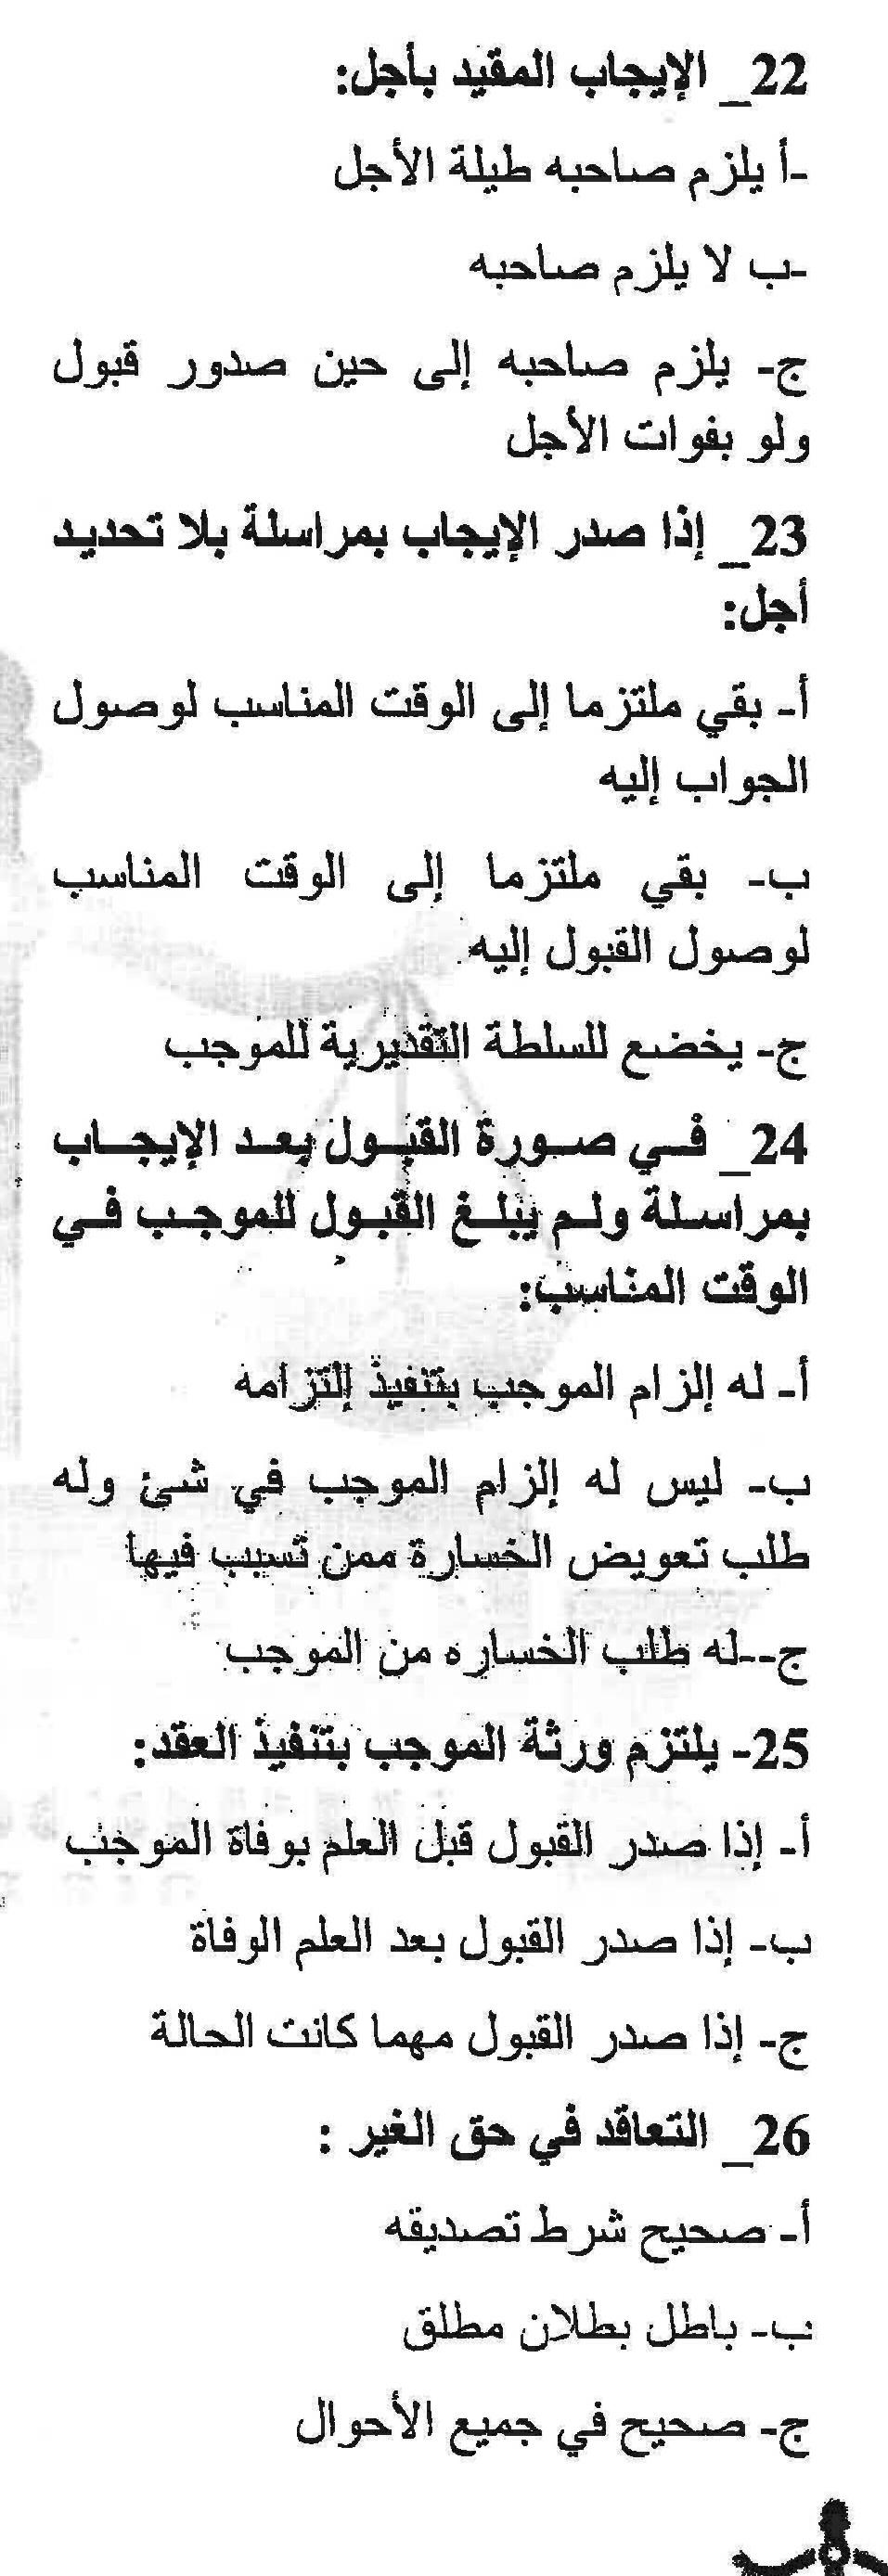 22_ الإيجاب المقيد بأجل:
-أ يلزم صاحبه طيلة الأجل
-ب لا يلزم صاحبه
ج- يلزم صاحبه إلى حين صدور قبول
ولو بفوات الأجل
23_ إذا صدر الإيجاب بمراسلة بلا تحديد
أجل:
أ- بقي ملتزما إلى الوقت المناسب لوصول
الجواب إليه
ب- بقي ملتزما إلى الوقت المناسب
لوصول القبول إليه
ج- يخضع للسلطة التقديرية للموجب
24_ في صورة القبول بعد الإيجاب
بمراسلة ولم يبلغ القبول للموجب في
الوقت المناسب:
أ- له إلزام الموجب بتنفيذ إلتزامه
ب- ليس له إلزام الموجب في شئ وله
طلب تعويض الخسارة ممن تسبب فيها
ج--له طلب الخساره من الموجب
25- يلتزم ورثة الموجب بتنفيذ العقد:
أ- إذا صدر القبول قبل العلم بوفاة الموجب
ب- إذا صدر القبول بعد العلم الوفاة
ج- إذا صدر القبول مهما كانت الحالة
26_ التعاقد في حق الغير :
أ- صحيح شرط تصديقه
ب- باطل بطلان مطلق
ج- صحيح في جميع الأحوال